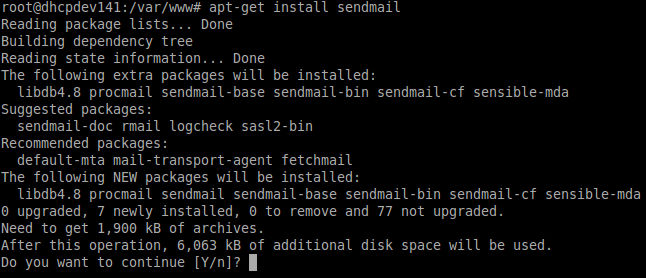 root@dhcpdev141:/var/www# apt-get install sendmail
Reading package lists... Done
Building dependency tree
Reading state information... Done
The following extra packages will be installed:
  libdb4.8 procmail sendmail-base sendmail-bin sendmail-cf sensible-mda
Suggested packages:
  sendmail-doc rmail logcheck sasl2-bin
Recommended packages:
  default-mta mail-transport-agent fetchmail
The following NEW packages will be installed:
  libdb4.8 procmail sendmail sendmail-base sendmail-bin sendmail-cf sensible-mda
0 upgraded, 7 newly installed, 0 to remove and 77 not upgraded.
Need to get 1,900 kB of archives.
After this operation, 6,063 kB of additional disk space will be used.
Do you want to continue [Y/n]?